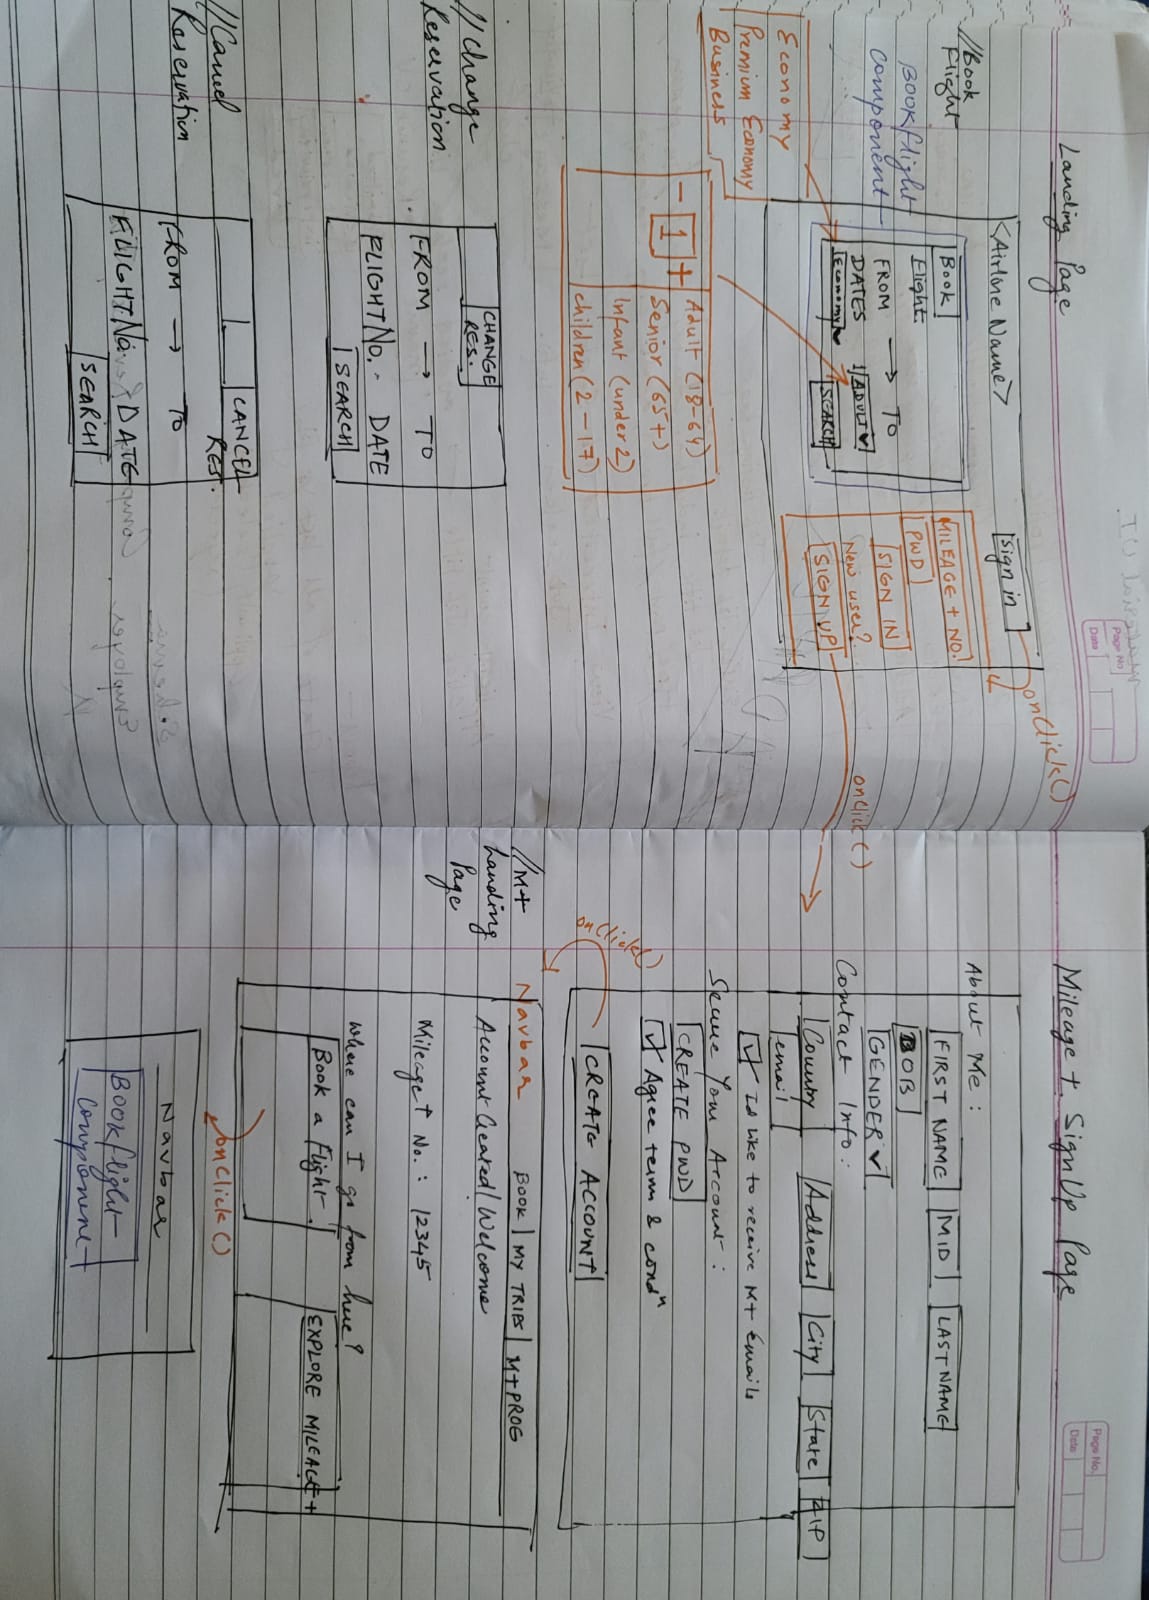 Landing Page
Page No.
Date
//Book
Flight
BOOKflight
Component
<Airline Name>
Sign in
onClick()
Book
Flight
FROM → TO
DATES
1 ADULT
Economy
SEARCH
MILEAGE + NO.
PWD
SIGN IN
New user?
SIGN UP
onClick()
Economy
Premium Economy
Business
- 1 +
Adult (18-64)
Senior (65+)
Infant (under 2)
children (2-17)
//Change
Reservation
CHANGE
RES.
FROM → TO
FLIGHT No. - DATE
SEARCH
//Cancel
Reservation
CANCEL
RES.
FROM → TO
FLIGHT No. DATE
SEARCH
Mileage + SignUp Page
Page No.
Date
About Me :
FIRST NAME MID LASTNAME
DOB
GENDER
Contact Info :
Country Address City State ZIP
email
I'd like to receive M+ Emails
Secure Your Account :
CREATE PWD
Agree term & condn
CREATE ACCOUNT
onClick()
//M+
Landing
Page
Navbar BOOK | MY TRIPS | M+ PROG
Account Created/Welcome
Mileage+ No. : 12345
Where can I go from here?
Book a Flight. EXPLORE MILEAGE+
onClick()
Navbar
BOOKflight
Component